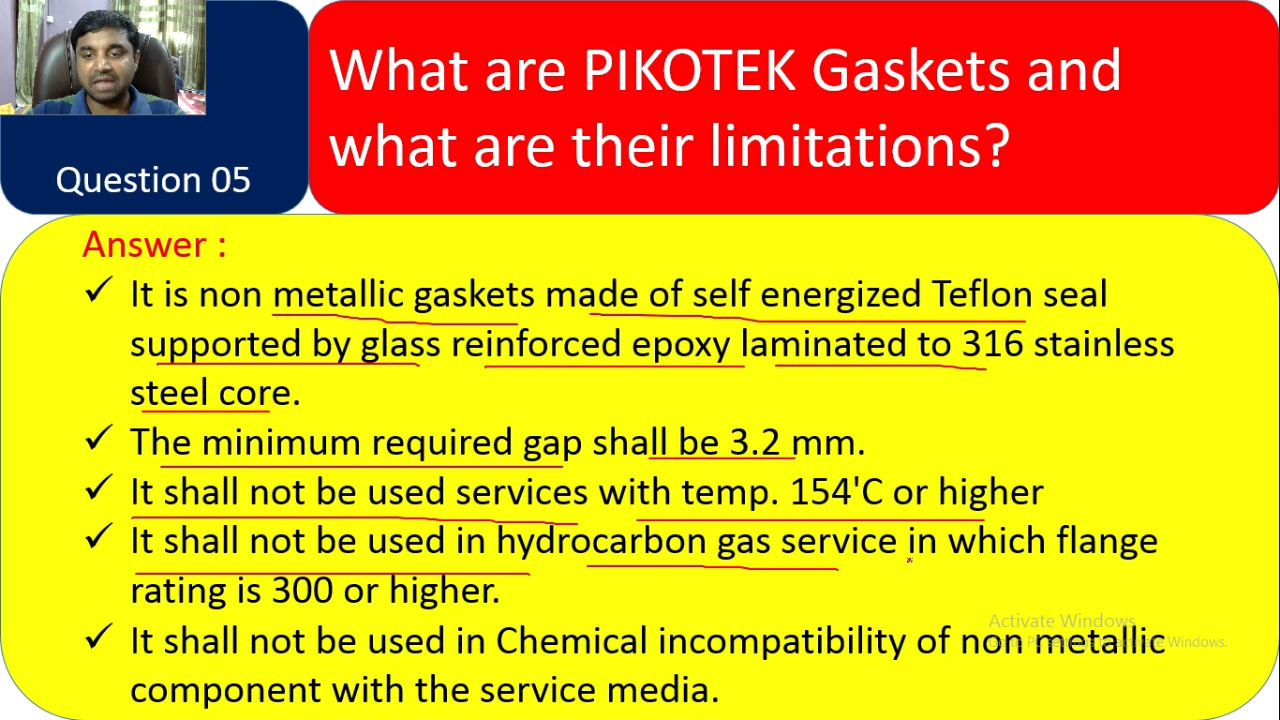 What are PIKOTEK Gaskets and
what are their limitations?
Question 05
Answer :
✓ It is non metallic gaskets made of self energized Teflon seal
supported by glass reinforced epoxy laminated to 316 stainless
steel core.
✓ The minimum required gap shall be 3.2 mm.
✓ It shall not be used services with temp. 154'C or higher
✓ It shall not be used in hydrocarbon gas service in which flange
rating is 300 or higher.
✓ It shall not be used in Chemical incompatibility of non metallic
component with the service media.
Activate Windows
Windows.